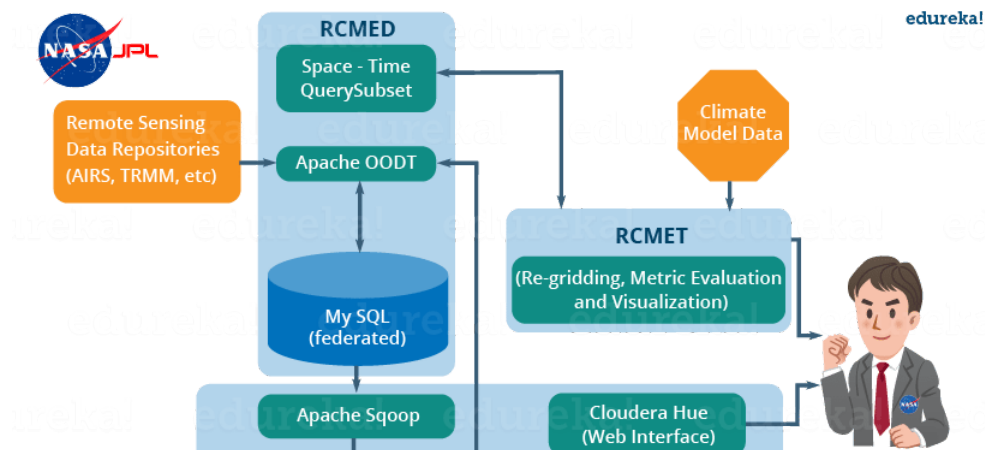 edureka!
NASA JPL
RCMED
Space - Time
QuerySubset
Remote Sensing
Data Repositories
(AIRS, TRMM, etc)
Apache OODT
My SQL
(federated)
Climate
Model Data
RCMET
(Re-gridding, Metric Evaluation
and Visualization)
Apache Sqoop
Cloudera Hue
(Web Interface)
NASA